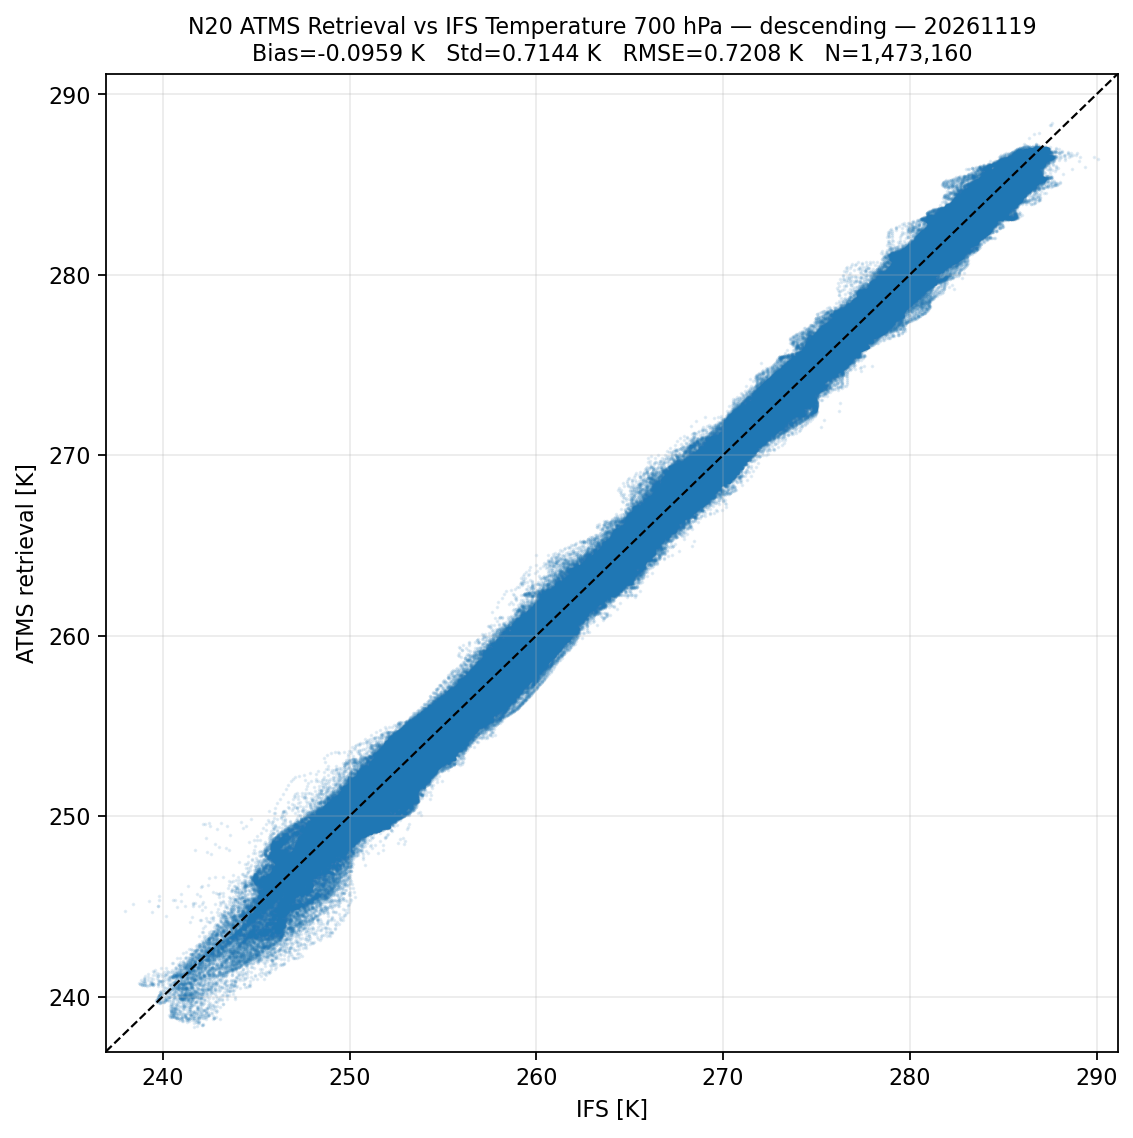 N20 ATMS Retrieval vs IFS Temperature 700 hPa — descending — 20261119
Bias=-0.0959 K   Std=0.7144 K   RMSE=0.7208 K   N=1,473,160
290
280
270
260
250
240
ATMS retrieval [K]
240 250 260 270 280 290
IFS [K]